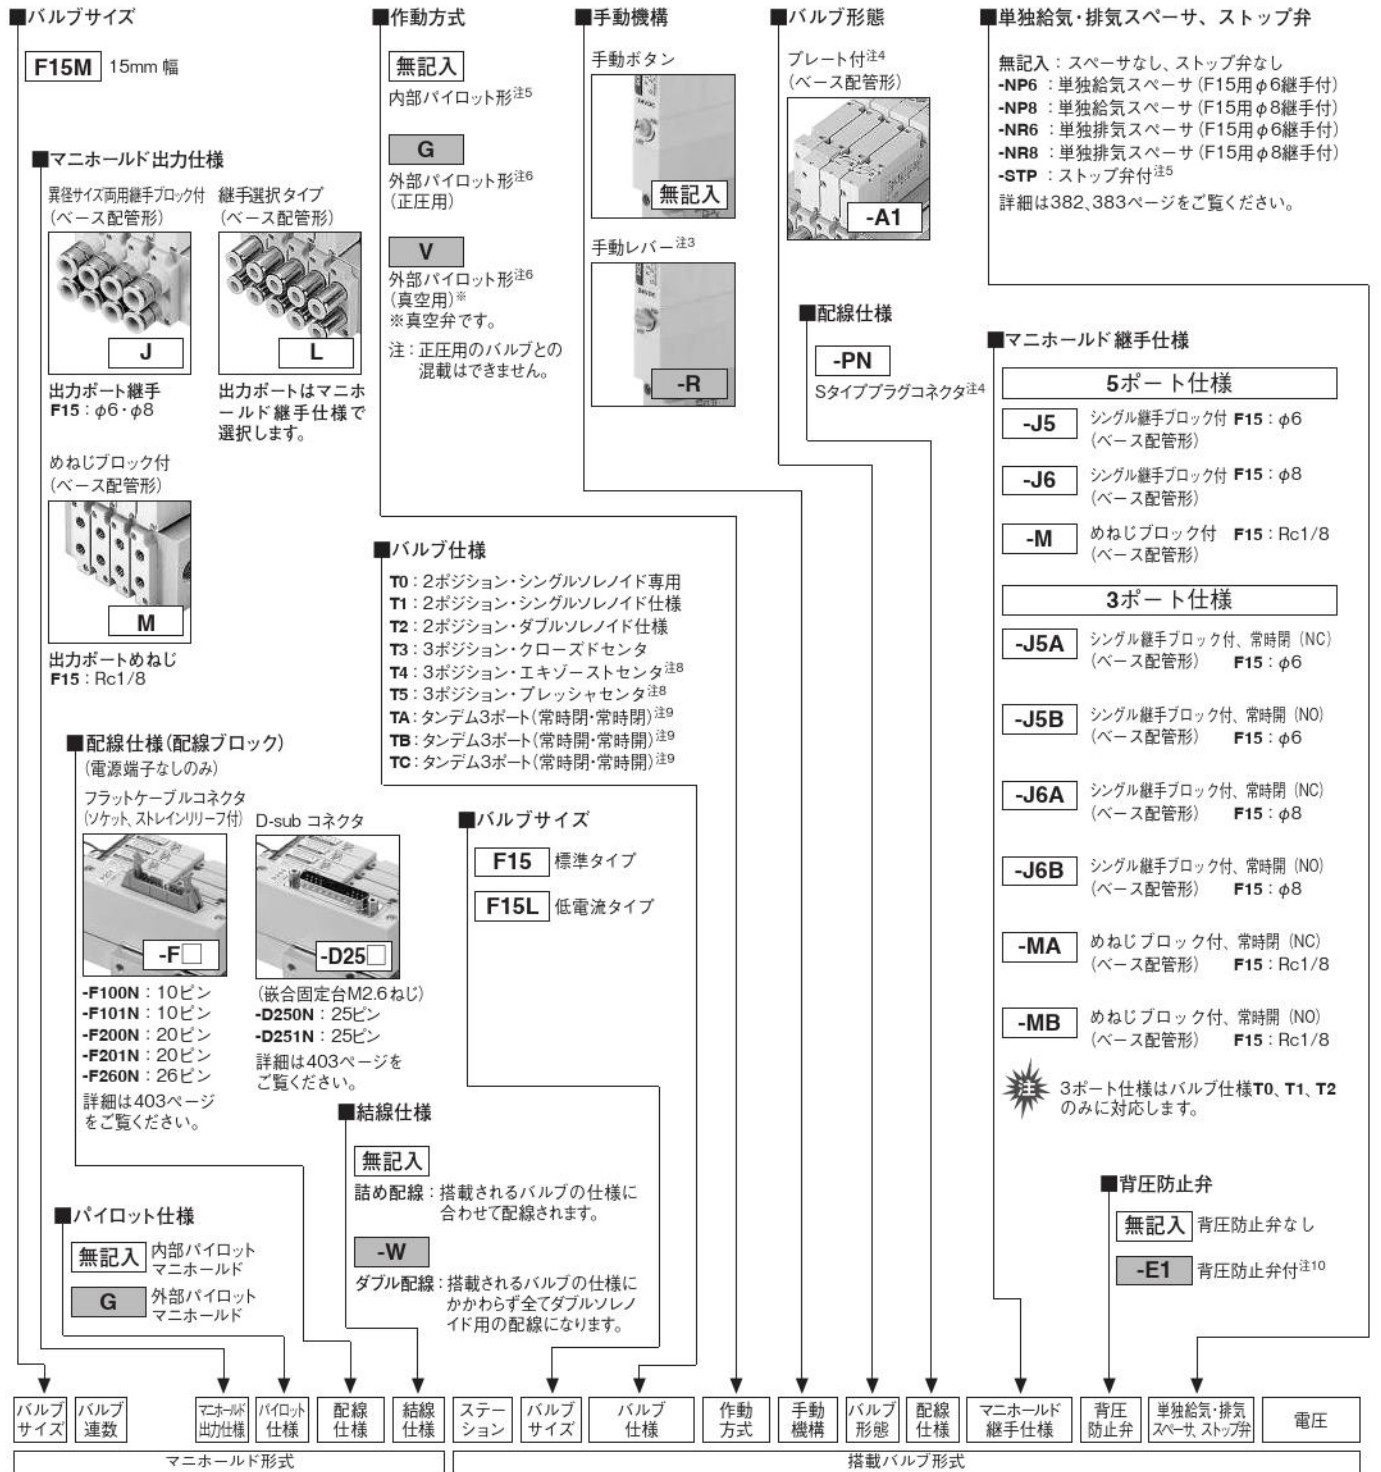 ■バルブサイズ
F15M 15mm 幅
■マニホールド出力仕様
異径サイズ両用継手ブロック付
(ベース配管形)
J
出力ポート継手
F15：φ6・φ8
継手選択タイプ
(ベース配管形)
L
出力ポートはマニホ
ールド継手仕様で
選択します。
めねじブロック付
(ベース配管形)
M
出力ポートめねじ
F15：Rc1/8
■配線仕様(配線ブロック)
(電源端子なしのみ)
フラットケーブルコネクタ
(ソケット、ストレインリリーフ付)
-F□
-F100N：10ピン
-F101N：10ピン
-F200N：20ピン
-F201N：20ピン
-F260N：26ピン
詳細は403ページ
をご覧ください。
D-sub コネクタ
-D25□
(嵌合固定台M2.6ねじ)
-D250N：25ピン
-D251N：25ピン
詳細は403ページを
ご覧ください。
■パイロット仕様
無記入 内部パイロット
マニホールド
G 外部パイロット
マニホールド
■作動方式
無記入
内部パイロット形注5
G
外部パイロット形注6
(正圧用)
V
外部パイロット形注6
(真空用)※
※真空弁です。
注：正圧用のバルブとの
混載はできません。
■バルブ仕様
T0：2ポジション・シングルソレノイド専用
T1：2ポジション・シングルソレノイド仕様
T2：2ポジション・ダブルソレノイド仕様
T3：3ポジション・クローズドセンタ
T4：3ポジション・エキゾーストセンタ注8
T5：3ポジション・プレッシャセンタ注8
TA：タンデム3ポート(常時閉・常時閉)注9
TB：タンデム3ポート(常時開・常時開)注9
TC：タンデム3ポート(常時閉・常時開)注9
■バルブサイズ
F15 標準タイプ
F15L 低電流タイプ
■結線仕様
無記入
詰め配線：搭載されるバルブの仕様に
合わせて配線されます。
-W
ダブル配線：搭載されるバルブの仕様に
かかわらず全てダブルソレノ
イド用の配線になります。
■手動機構
手動ボタン
無記入
手動レバー注3
-R
■バルブ形態
プレート付注4
(ベース配管形)
-A1
■配線仕様
-PN
Sタイププラグコネクタ注4
■単独給気・排気スペーサ、ストップ弁
無記入：スペーサなし、ストップ弁なし
-NP6：単独給気スペーサ(F15用φ6継手付)
-NP8：単独給気スペーサ(F15用φ8継手付)
-NR6：単独排気スペーサ(F15用φ6継手付)
-NR8：単独排気スペーサ(F15用φ8継手付)
-STP：ストップ弁付注5
詳細は382、383ページをご覧ください。
■マニホールド継手仕様
5ポート仕様
-J5 シングル継手ブロック付 F15：φ6
(ベース配管形)
-J6 シングル継手ブロック付 F15：φ8
(ベース配管形)
-M めねじブロック付 F15：Rc1/8
(ベース配管形)
3ポート仕様
-J5A シングル継手ブロック付、常時閉(NC)
(ベース配管形) F15：φ6
-J5B シングル継手ブロック付、常時開(NO)
(ベース配管形) F15：φ6
-J6A シングル継手ブロック付、常時閉(NC)
(ベース配管形) F15：φ8
-J6B シングル継手ブロック付、常時開(NO)
(ベース配管形) F15：φ8
-MA めねじブロック付、常時閉(NC)
(ベース配管形) F15：Rc1/8
-MB めねじブロック付、常時開(NO)
(ベース配管形) F15：Rc1/8
注 3ポート仕様はバルブ仕様T0、T1、T2
のみに対応します。
■背圧防止弁
無記入 背圧防止弁なし
-E1 背圧防止弁付注10
バルブ
サイズ
バルブ
連数
マニホールド
出力仕様
パイロット
仕様
配線
仕様
結線
仕様
ステー
ション
バルブ
サイズ
バルブ
仕様
作動
方式
手動
機構
バルブ
形態
配線
仕様
マニホールド
継手仕様
背圧
防止弁
単独給気・排気
スペーサ、ストップ弁
電圧
マニホールド形式
搭載バルブ形式